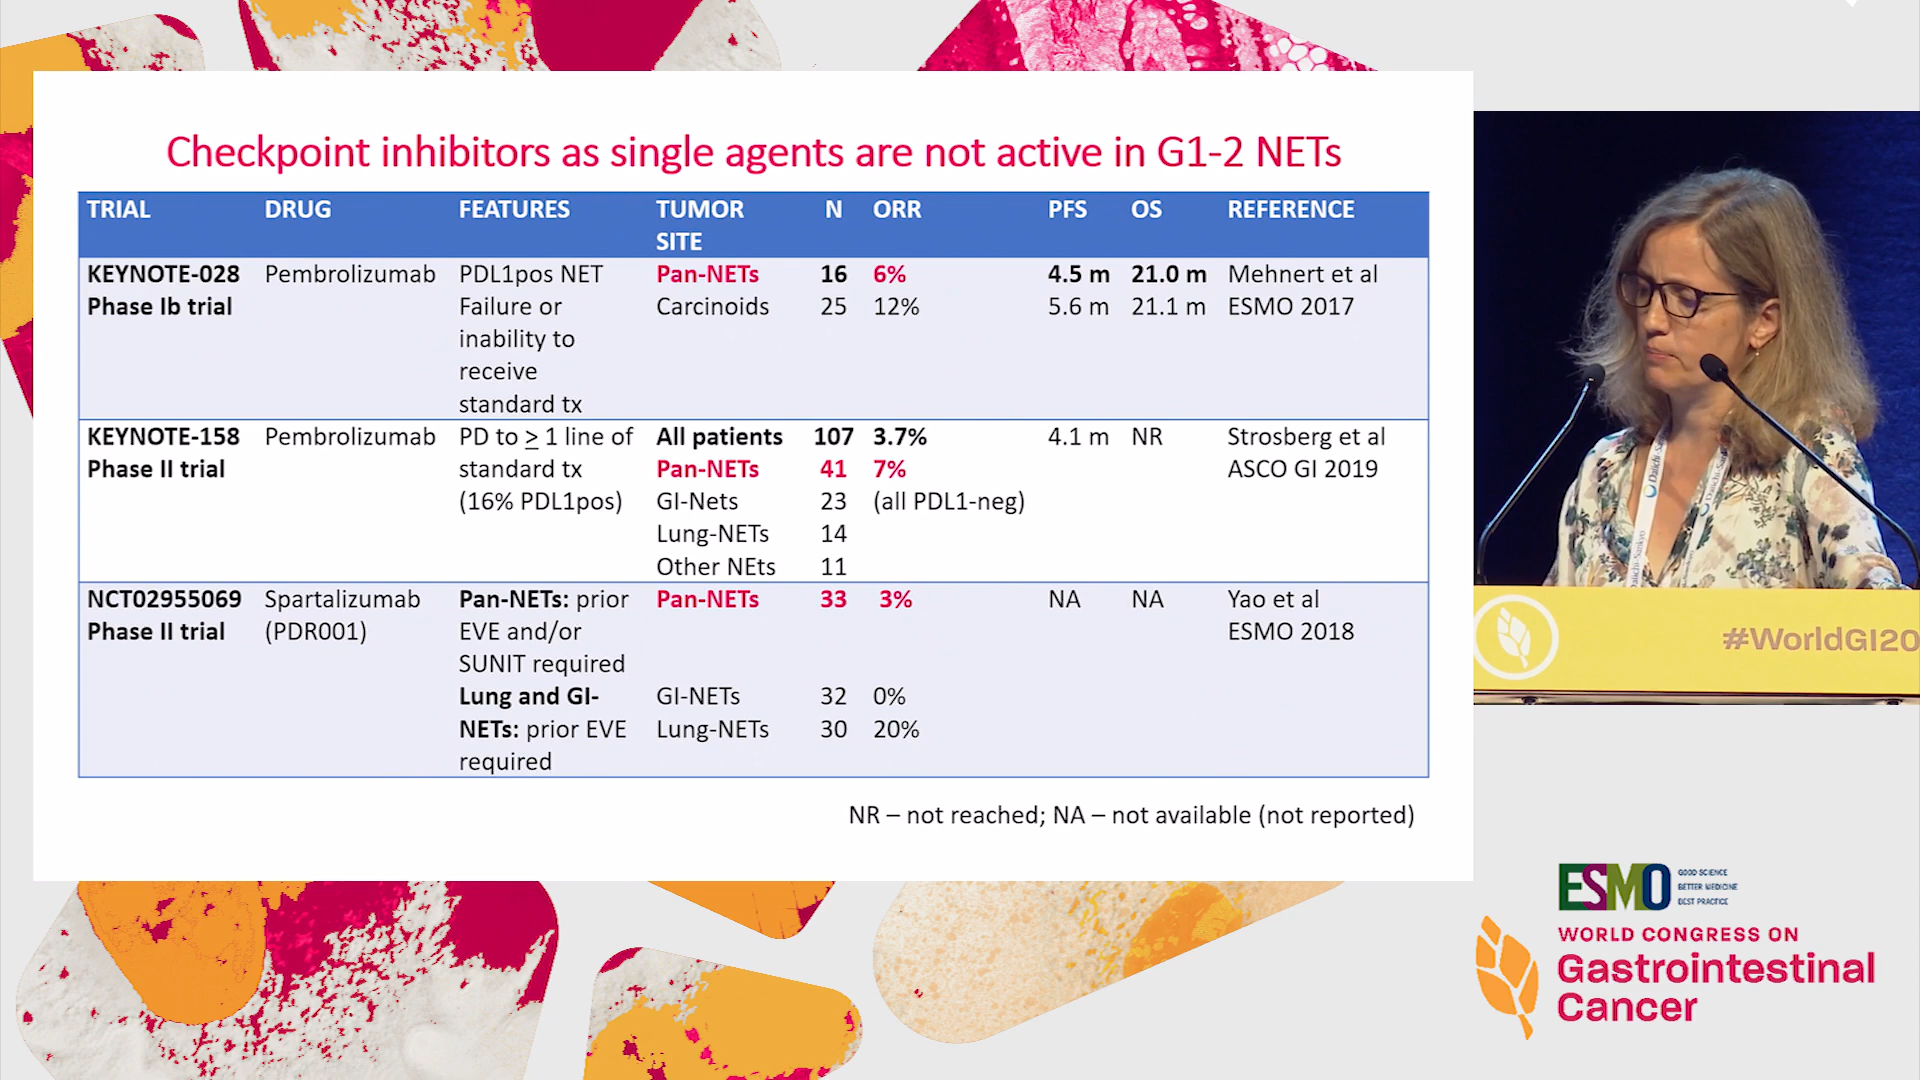 Checkpoint inhibitors as single agents are not active in G1-2 NETs
TRIAL DRUG FEATURES TUMOR SITE N ORR PFS OS REFERENCE
KEYNOTE-028 Pembrolizumab PDL1pos NET Pan-NETs 16 6% 4.5 m 21.0 m Mehnert et al
Phase Ib trial Failure or Carcinoids 25 12% 5.6 m 21.1 m ESMO 2017
inability to
receive
standard tx
KEYNOTE-158 Pembrolizumab PD to ≥ 1 line of All patients 107 3.7% 4.1 m NR Strosberg et al
Phase II trial standard tx Pan-NETs 41 7% ASCO GI 2019
(16% PDL1pos) GI-Nets 23 (all PDL1-neg)
Lung-NETs 14
Other NEts 11
NCT02955069 Spartalizumab Pan-NETs: prior Pan-NETs 33 3% NA NA Yao et al
Phase II trial (PDR001) EVE and/or ESMO 2018
SUNIT required
Lung and GI- GI-NETs 32 0%
NETs: prior EVE Lung-NETs 30 20%
required
NR – not reached; NA – not available (not reported)
Daiichi-Sankyo
Daiichi-Sankyo
#WorldGI20
ESMO
GOOD SCIENCE
BETTER MEDICINE
BEST PRACTICE
WORLD CONGRESS ON
Gastrointestinal
Cancer